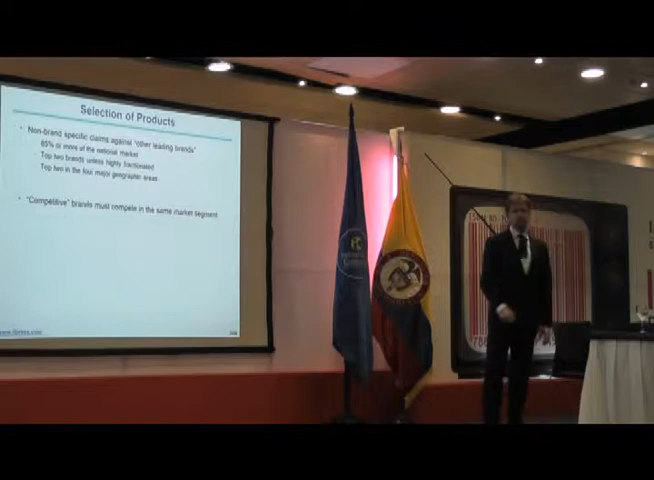 Selection of Products
• Non-brand specific claims against "other leading brands"
85% or more of the national market
Top two brands unless highly fractionated
Top two in the four major geographic areas
• "Competitive" brands must compete in the same market segment